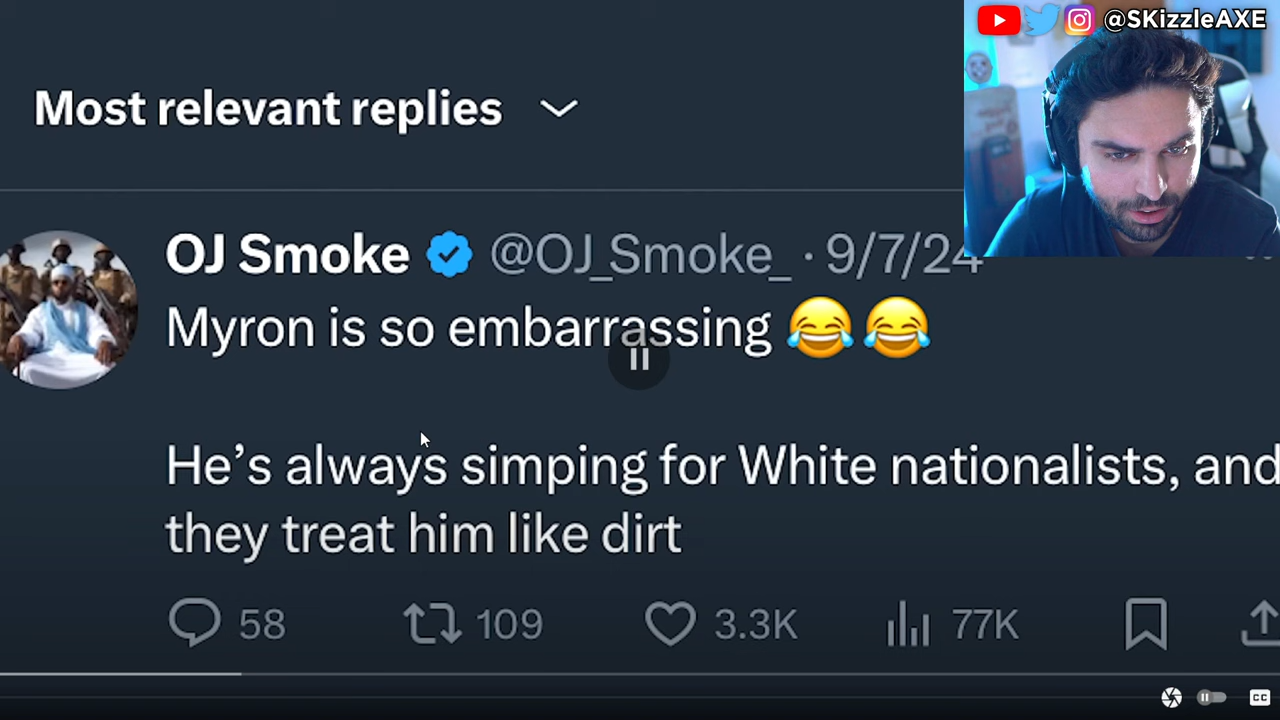 @SKizzleAXE
Most relevant replies
OJ Smoke @OJ_Smoke_ · 9/7/24
Myron is so embarrassing 😂😂
He’s always simping for White nationalists, and
they treat him like dirt
58 109 3.3K 77K
CC